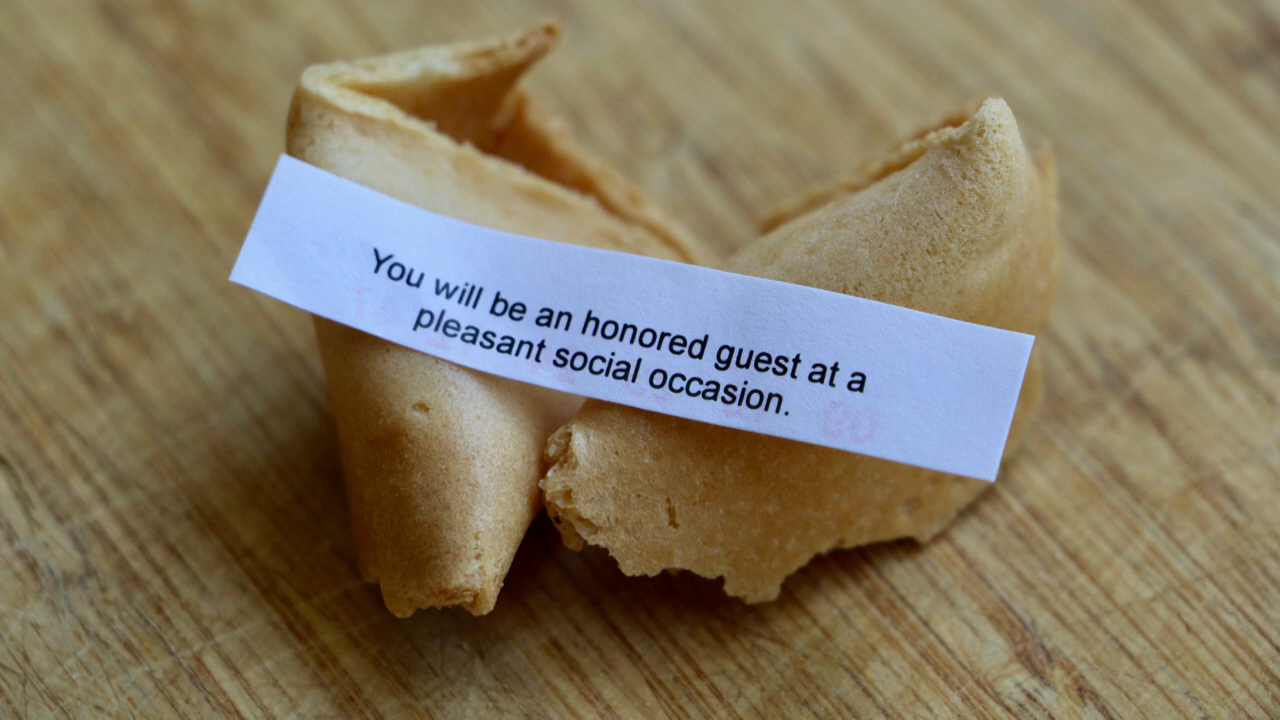 You will be an honored guest at a
pleasant social occasion.